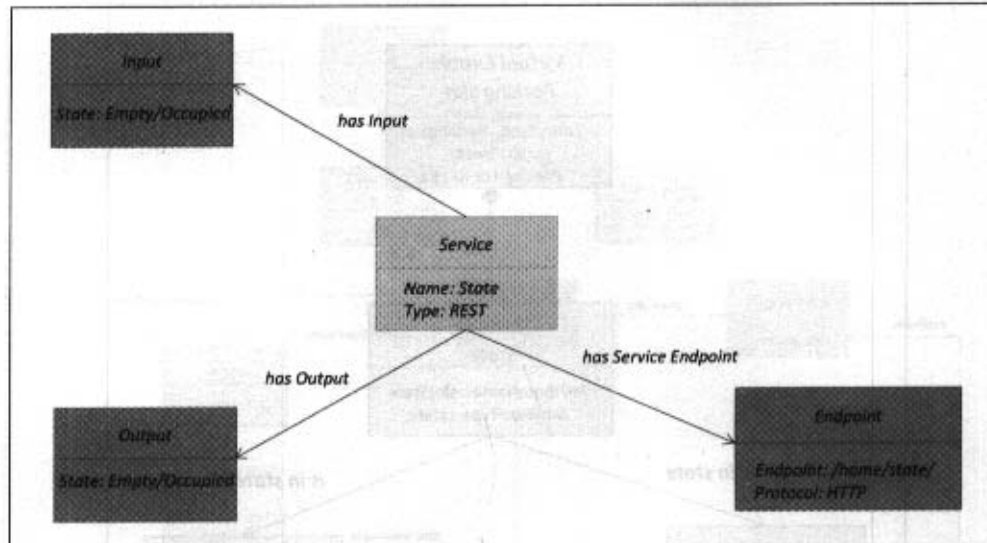 Input
State: Empty/Occupied
has Input
Service
Name: State
Type: REST
has Output
has Service Endpoint
Output
State: Empty/Occupied
Endpoint
Endpoint: /home/state/
Protocol: HTTP